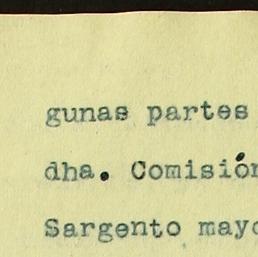 gunas partes
dha. Comisión
Sargento mayo